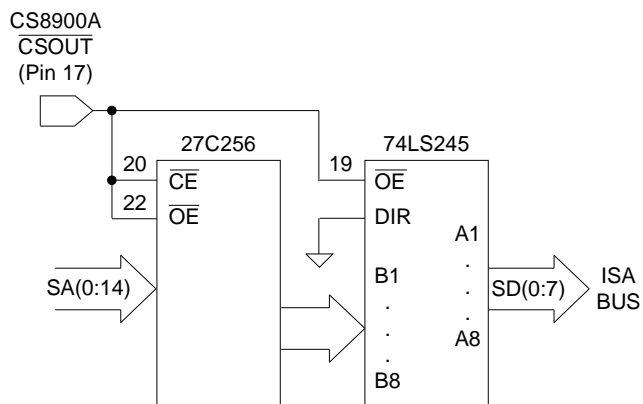 CS8900A
CSOUT
(Pin 17)
27C256
74LS245
20
CE
19
OE
22
OE
DIR
A1
.
.
.
A8
SA(0:14)
B1
.
.
.
B8
SD(0:7)
ISA
BUS